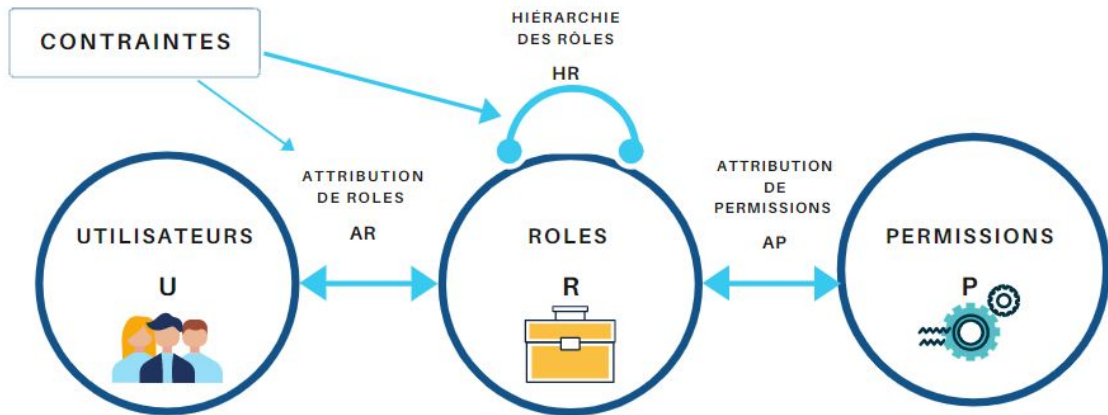 CONTRAINTES
HIÉRARCHIE
DES RÔLES
HR
ATTRIBUTION
DE ROLES
AR
ATTRIBUTION
DE
PERMISSIONS
AP
UTILISATEURS
U
ROLES
R
PERMISSIONS
P